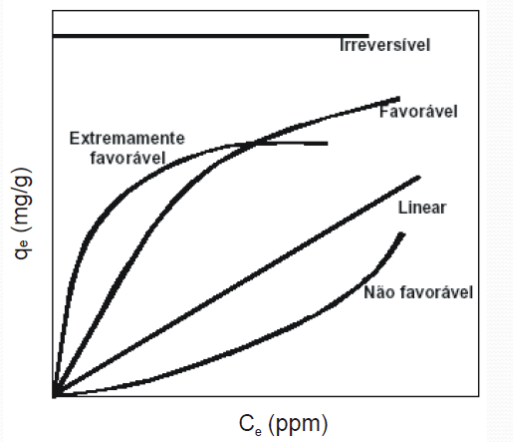 Irreversível
Favorável
Extremamente
favorável
Linear
Não favorável
qe (mg/g)
Ce (ppm)